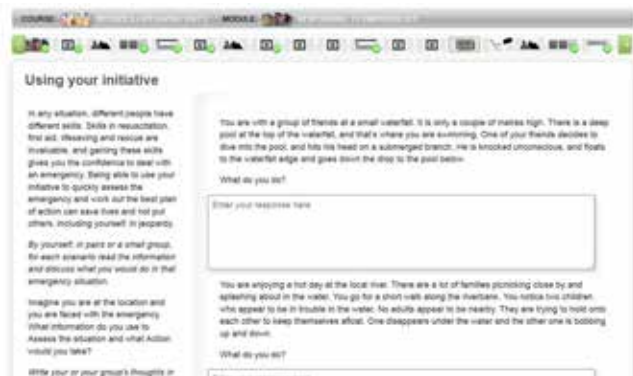 COURSE:
MODULE:
Using your initiative
In any situation, different people have
different skills. Skills in resuscitation,
first aid, lifesaving and rescue are
invaluable, and gaining these skills
gives you the confidence to deal with
an emergency. Being able to use your
initiative to quickly assess the
emergency and work out the best plan
of action can save lives and not put
others, including yourself, in jeopardy.
By yourself, in pairs or a small group,
for each scenario read the information
and discuss what you would do in that
emergency situation.
Imagine you are at the location and
you are faced with the emergency.
What information do you use to
Assess the situation and what Action
would you take?
Write your or your group's thoughts in
You are with a group of friends at a small waterfall. It is only a couple of metres high. There is a deep
pool at the top of the waterfall, and that's where you are swimming. One of your friends decides to
dive into the pool, and hits his head on a submerged branch. He is knocked unconscious, and floats
to the waterfall edge and goes down the drop to the pool below.
What do you do?
Enter your response here
You are enjoying a hot day at the local river. There are a lot of families picnicking close by and
splashing about in the water. You go for a short walk along the riverbank. You notice two children,
who appear to be in trouble in the water. No adults appear to be nearby. They are trying to hold onto
each other to keep themselves afloat. One disappears under the water and the other one is bobbing
up and down.
What do you do?